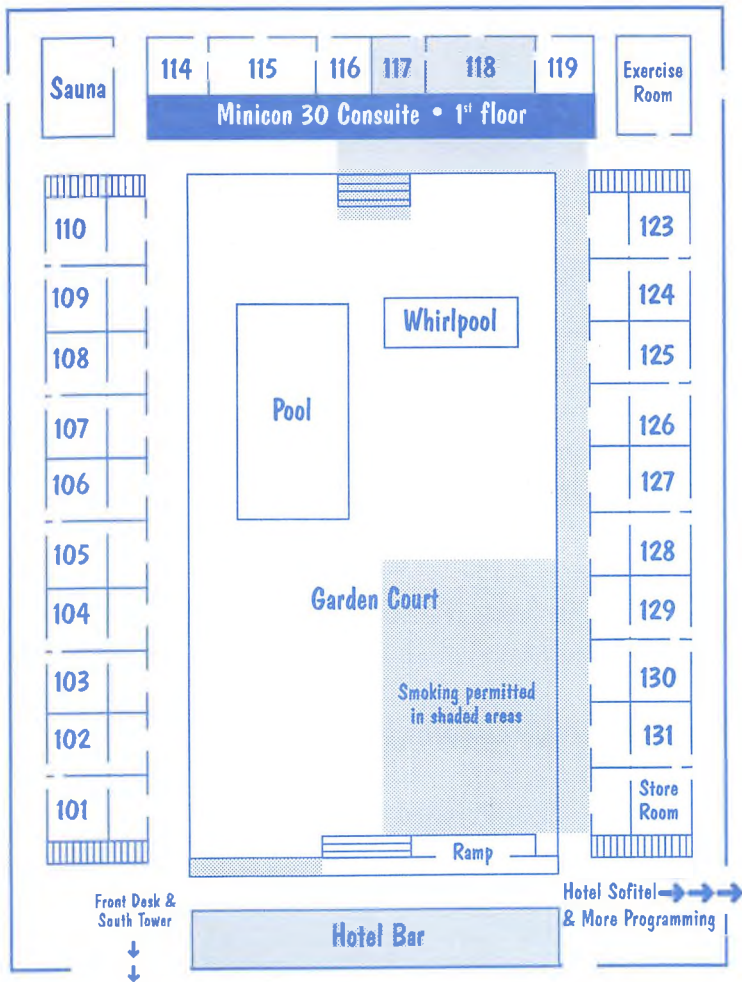 Sauna
114 115 116 117 118 119
Exercise
Room
Minicon 30 Consuite • 1st floor
110
109
108
107
106
105
104
103
102
101
Whirlpool
Pool
Garden Court
Smoking permitted
in shaded areas
Ramp
123
124
125
126
127
128
129
130
131
Store
Room
Front Desk &
South Tower
Hotel Bar
Hotel Sofitel
& More Programming